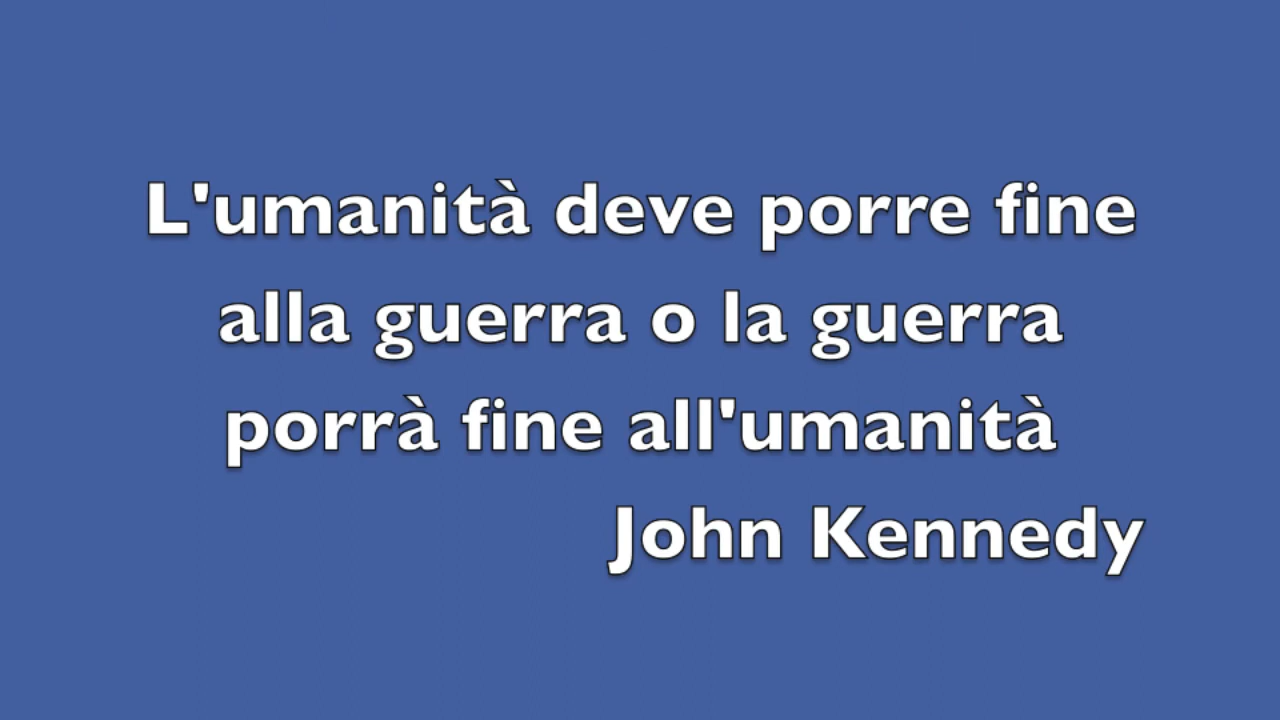 L'umanità deve porre fine
alla guerra o la guerra
porrà fine all'umanità
John Kennedy